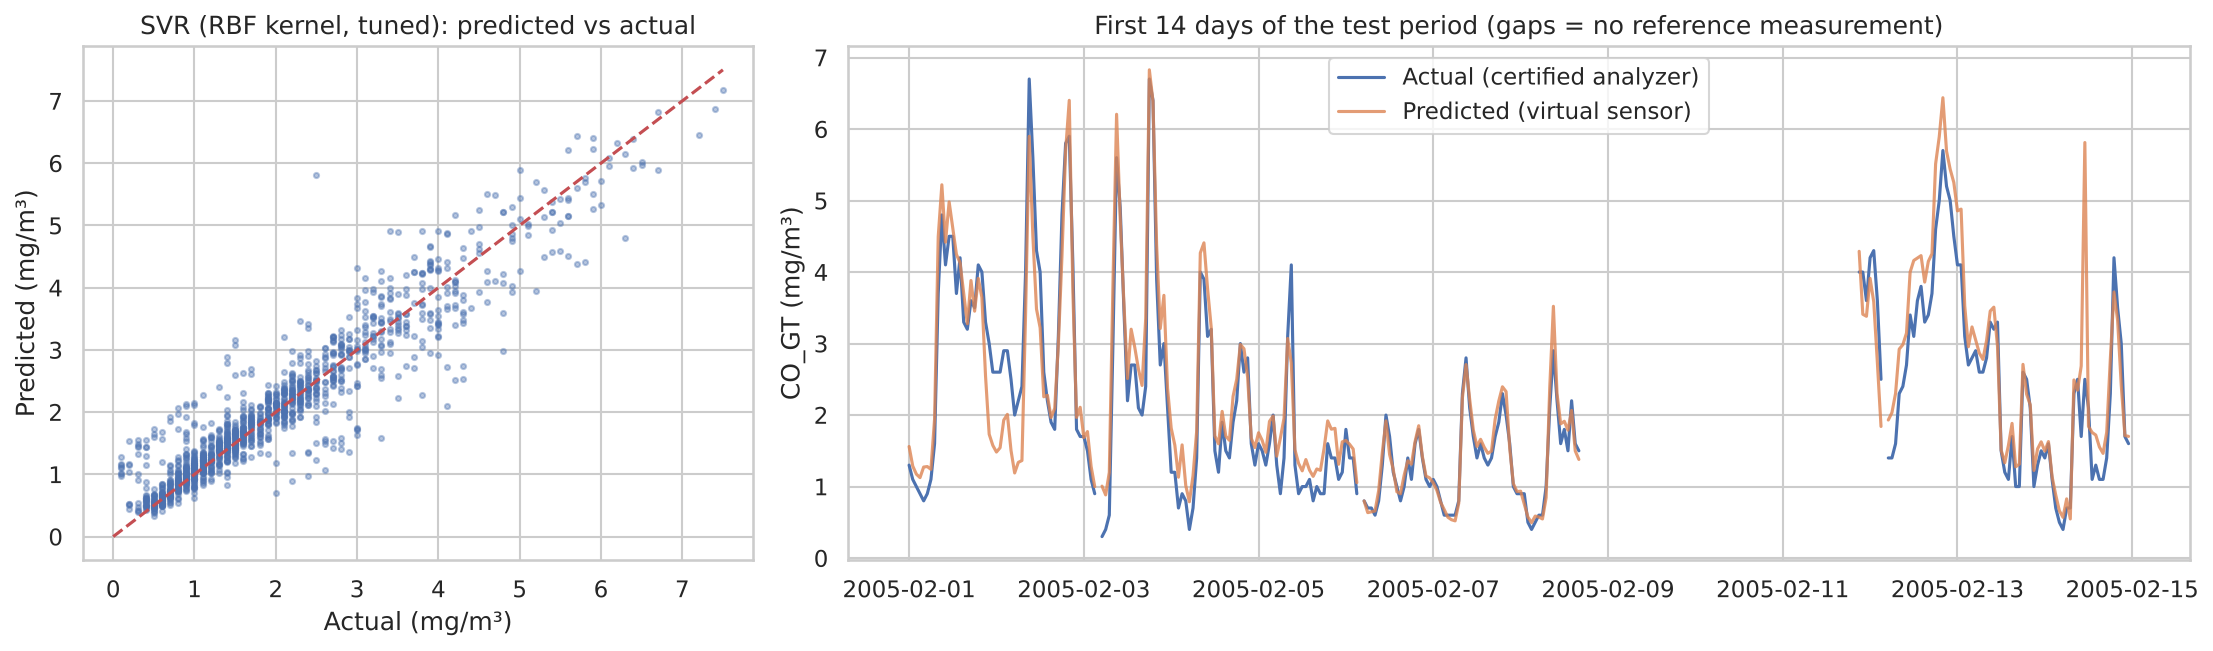 SVR (RBF kernel, tuned): predicted vs actual
Predicted (mg/m³)
7
6
5
4
3
2
1
0
0 1 2 3 4 5 6 7
Actual (mg/m³)
First 14 days of the test period (gaps = no reference measurement)
CO_GT (mg/m³)
7
6
5
4
3
2
1
0
Actual (certified analyzer)
Predicted (virtual sensor)
2005-02-01 2005-02-03 2005-02-05 2005-02-07 2005-02-09 2005-02-11 2005-02-13 2005-02-15